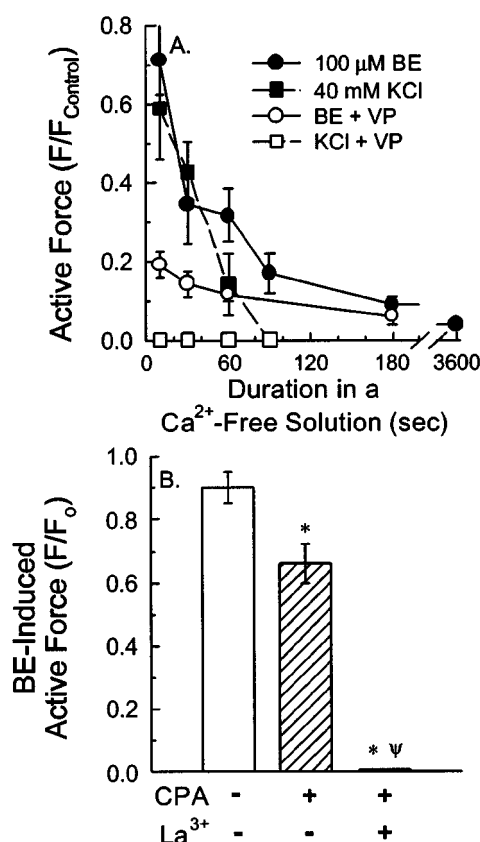 A.
100 μM BE
40 mM KCl
BE + VP
KCl + VP
Active Force (F/FControl)
0.8
0.6
0.4
0.2
0.0
0 60 120 180 3600
Duration in a
Ca2+-Free Solution (sec)
B.
BE-Induced
Active Force (F/Fo)
1.0
0.8
0.6
0.4
0.2
0.0
*
* Ψ
CPA - + +
La3+ - - +